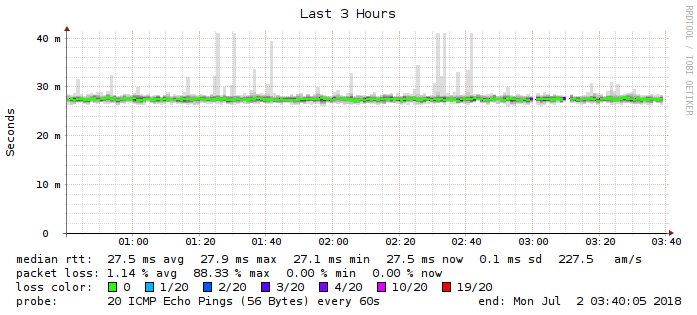 Last 3 Hours
RRDTOOL / TOBI OETIKER
Seconds
40 m
30 m
20 m
10 m
0
01:00 01:20 01:40 02:00 02:20 02:40 03:00 03:20 03:40
median rtt: 27.5 ms avg 27.9 ms max 27.1 ms min 27.5 ms now 0.1 ms sd 227.5 am/s
packet loss: 1.14 % avg 88.33 % max 0.00 % min 0.00 % now
loss color: 0 1/20 2/20 3/20 4/20 10/20 19/20
probe: 20 ICMP Echo Pings (56 Bytes) every 60s end: Mon Jul 2 03:40:05 2018